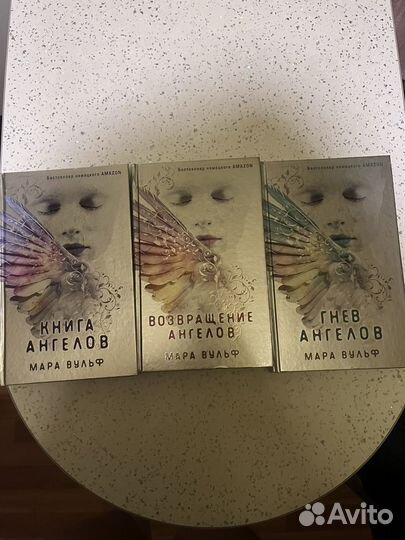 Бестселлер немецкого AMAZON
КНИГА
АНГЕЛОВ
МАРА ВУЛЬФ
Бестселлер немецкого AMAZON
ВОЗВРАЩЕНИЕ
АНГЕЛОВ
МАРА ВУЛЬФ
Бестселлер немецкого AMAZON
ГНЕВ
АНГЕЛОВ
МАРА ВУЛЬФ
Avito